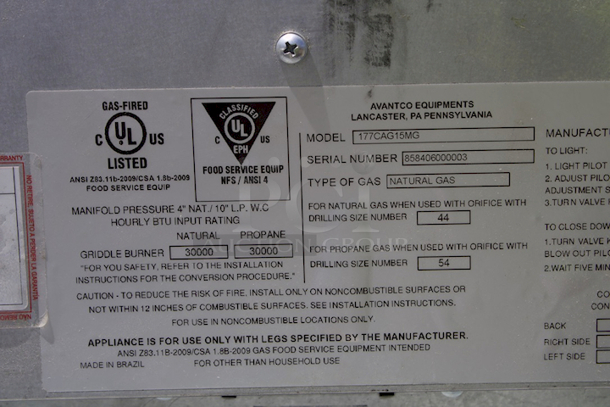 GAS-FIRED
C UL US
LISTED
ANSI Z83.11b-2009/CSA 1.8b-2009
FOOD SERVICE EQUIP
CLASSIFIED
C UL US
EPH
FOOD SERVICE EQUIP
NFS / ANSI 4
MANIFOLD PRESSURE 4" NAT./ 10" L.P. W.C
HOURLY BTU INPUT RATING
NATURAL PROPANE
GRIDDLE BURNER 30000 30000
"FOR YOU SAFETY, REFER TO THE INSTALLATION
INSTRUCTIONS FOR THE CONVERSION PROCEDURE."
AVANTCO EQUIPMENTS
LANCASTER, PA PENNSYLVANIA
MODEL 177CAG15MG
SERIAL NUMBER 858406000003
TYPE OF GAS NATURAL GAS
FOR NATURAL GAS WHEN USED WITH ORIFICE WITH
DRILLING SIZE NUMBER 44
FOR PROPANE GAS WHEN USED WITH ORIFICE WITH
DRILLING SIZE NUMBER 54
CAUTION - TO REDUCE THE RISK OF FIRE. INSTALL ONLY ON NONCOMBUSTIBLE SURFACES OR
NOT WITHIN 12 INCHES OF COMBUSTIBLE SURFACES. SEE INSTALLATION INSTRUCTIONS.
FOR USE IN NONCOMBUSTIBLE LOCATIONS ONLY.
APPLIANCE IS FOR USE ONLY WITH LEGS SPECIFIED BY THE MANUFACTURER.
ANSI Z83.11B-2009/CSA 1.8B-2009 GAS FOOD SERVICE EQUIPMENT INTENDED
MADE IN BRAZIL FOR OTHER THAN HOUSEHOLD USE
MANUFACT
TO LIGHT:
1. LIGHT PILOT
2. ADJUST PILO
ADJUSTMENT S
3.TURN VALVE
TO CLOSE DOW
1.TURN VALVE
BLOW OUT PILO
2.WAIT FIVE MIN
CO
CON
BACK
RIGHT SIDE
LEFT SIDE